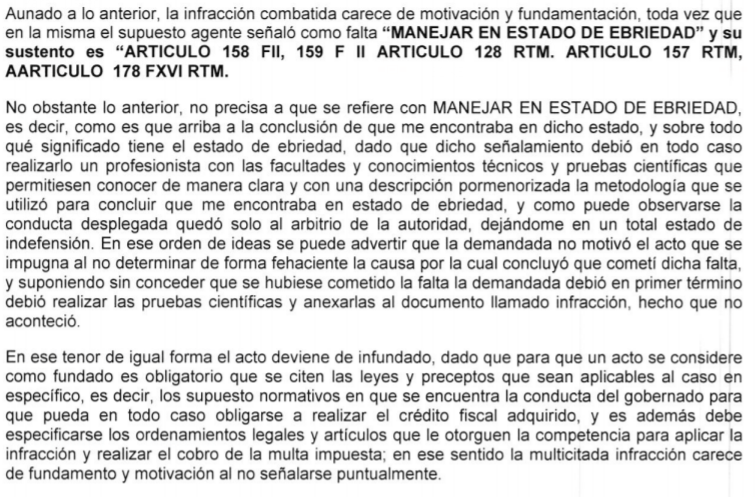 Aunado a lo anterior, la infracción combatida carece de motivación y fundamentación, toda vez que
en la misma el supuesto agente señaló como falta “MANEJAR EN ESTADO DE EBRIEDAD” y su
sustento es “ARTICULO 158 FII, 159 F II ARTICULO 128 RTM. ARTICULO 157 RTM,
AARTICULO 178 FXVI RTM.
No obstante lo anterior, no precisa a que se refiere con MANEJAR EN ESTADO DE EBRIEDAD,
es decir, como es que arriba a la conclusión de que me encontraba en dicho estado, y sobre todo
qué significado tiene el estado de ebriedad, dado que dicho señalamiento debió en todo caso
realizarlo un profesionista con las facultades y conocimientos técnicos y pruebas científicas que
permitiesen conocer de manera clara y con una descripción pormenorizada la metodología que se
utilizó para concluir que me encontraba en estado de ebriedad, y como puede observarse la
conducta desplegada quedó solo al arbitrio de la autoridad, dejándome en un total estado de
indefensión. En ese orden de ideas se puede advertir que la demandada no motivó el acto que se
impugna al no determinar de forma fehaciente la causa por la cual concluyó que cometí dicha falta,
y suponiendo sin conceder que se hubiese cometido la falta la demandada debió en primer término
debió realizar las pruebas científicas y anexarlas al documento llamado infracción, hecho que no
aconteció.
En ese tenor de igual forma el acto deviene de infundado, dado que para que un acto se considere
como fundado es obligatorio que se citen las leyes y preceptos que sean aplicables al caso en
específico, es decir, los supuesto normativos en que se encuentra la conducta del gobernado para
que pueda en todo caso obligarse a realizar el crédito fiscal adquirido, y es además debe
especificarse los ordenamientos legales y artículos que le otorguen la competencia para aplicar la
infracción y realizar el cobro de la multa impuesta; en ese sentido la multicitada infracción carece
de fundamento y motivación al no señalarse puntualmente.